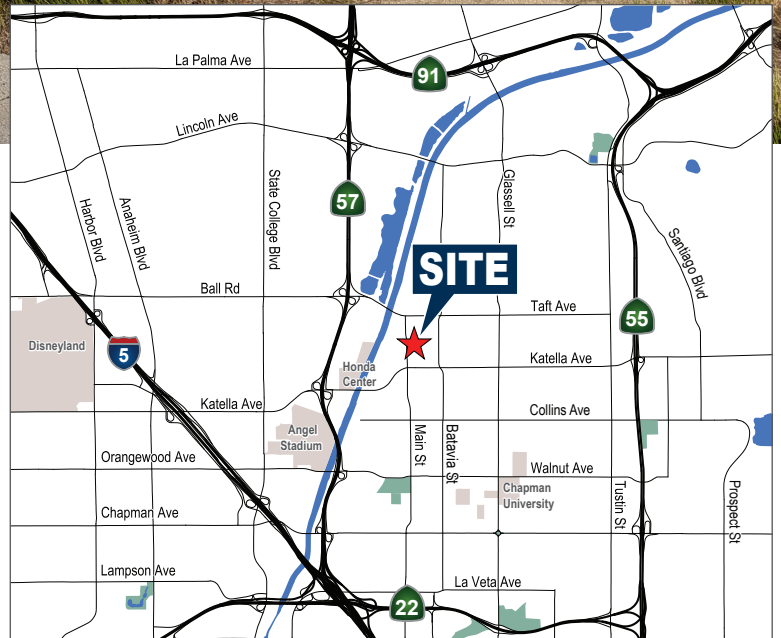 La Palma Ave
91
Lincoln Ave
57
Harbor Blvd
Anaheim Blvd
State College Blvd
Glassell St
Santiago Blvd
SITE
Ball Rd
Taft Ave
55
Disneyland
5
Honda
Center
Katella Ave
Katella Ave
Collins Ave
Angel
Stadium
Main St
Batavia St
Orangewood Ave
Walnut Ave
Chapman
University
Tustin St
Prospect St
Chapman Ave
Lampson Ave
La Veta Ave
22